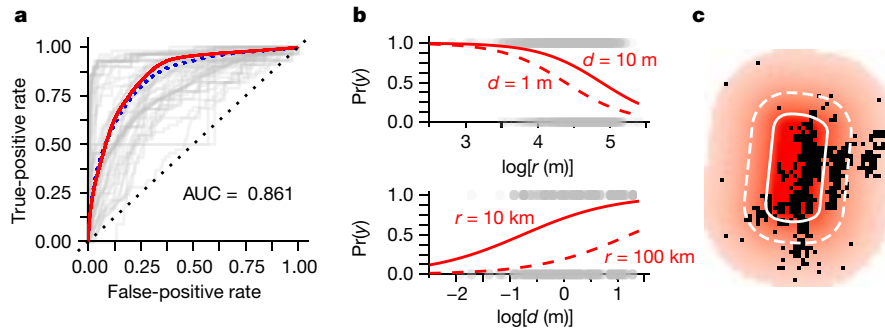 a
True-positive rate
1.00
0.75
0.50
0.25
0.00
AUC = 0.861
0.00 0.25 0.50 0.75 1.00
False-positive rate
b
Pr(y)
1.0
0.5
0.0
d = 10 m
d = 1 m
3 4 5
log[r (m)]
Pr(y)
1.0
0.5
0.0
r = 10 km
r = 100 km
−2 −1 0 1
log[d (m)]
c